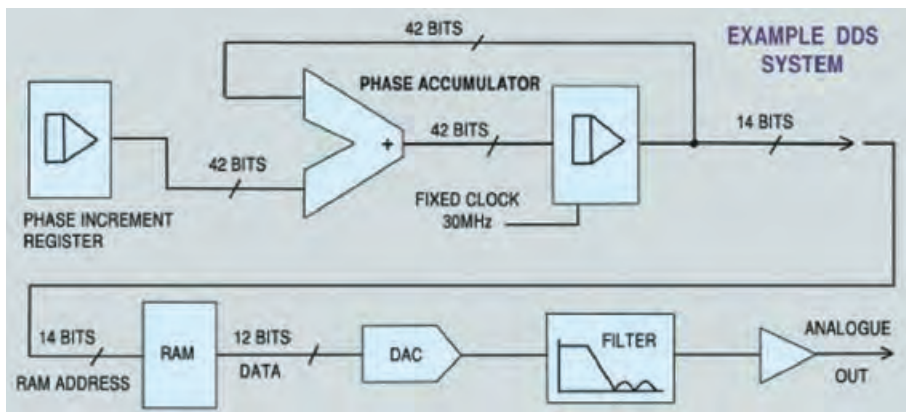 42 BITS
EXAMPLE DDS
SYSTEM
PHASE ACCUMULATOR
42 BITS
14 BITS
+
42 BITS
FIXED CLOCK
30MHz
PHASE INCREMENT
REGISTER
14 BITS
RAM ADDRESS
RAM
12 BITS
DATA
DAC
FILTER
ANALOGUE
OUT